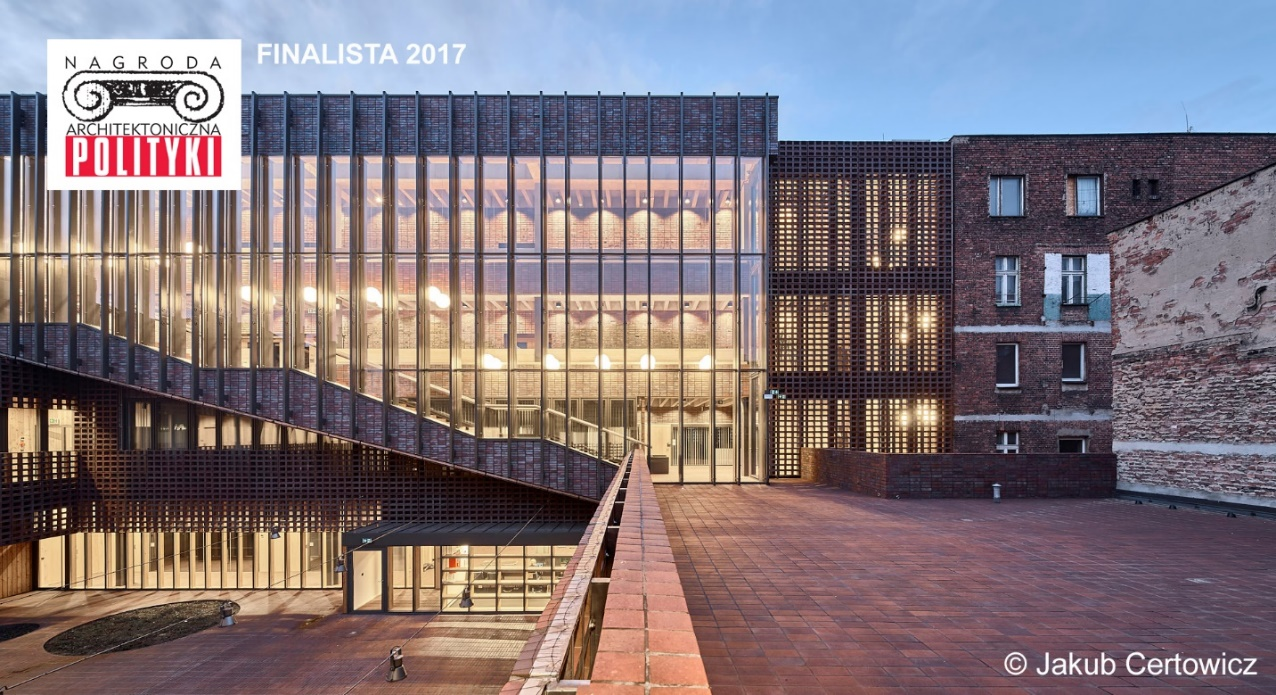 NAGRODA
ARCHITEKTONICZNA
POLITYKI
FINALISTA 2017
© Jakub Certowicz